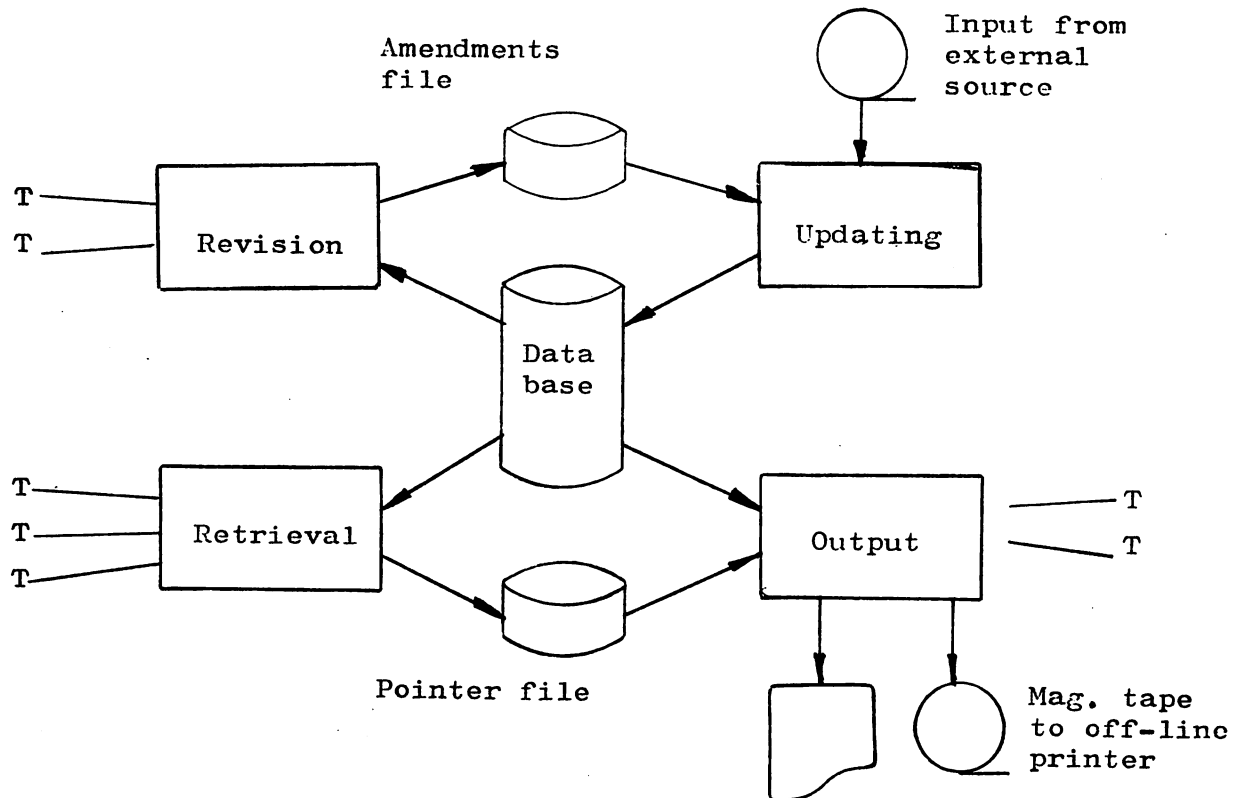 Amendments
file
Input from
external
source
T
T
Revision
Updating
Data
base
T
T
T
Retrieval
Output
T
T
Pointer file
Mag. tape
to off-linc
printer